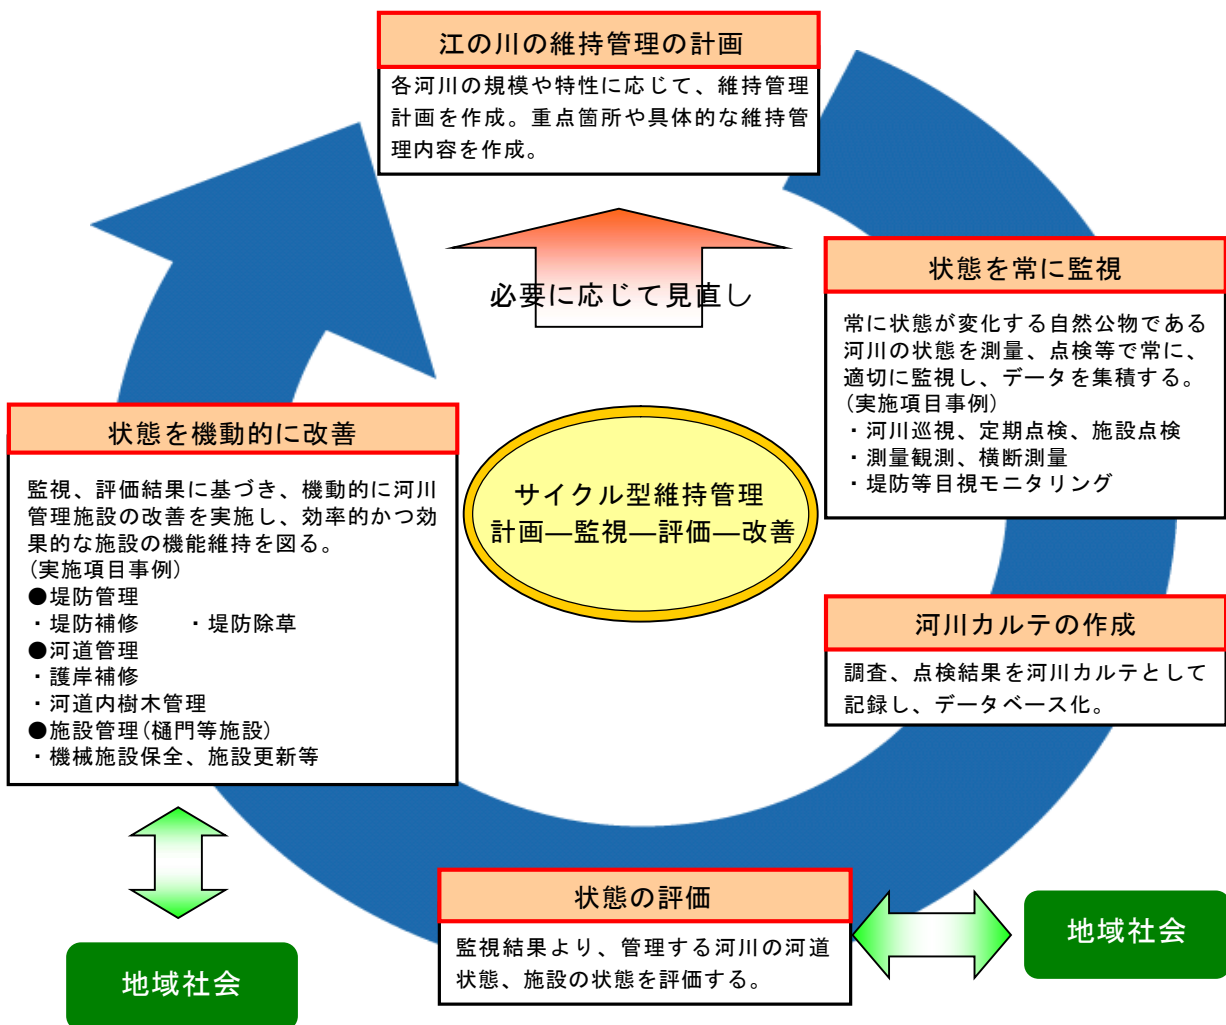 江の川の維持管理の計画
各河川の規模や特性に応じて、維持管理
計画を作成。重点箇所や具体的な維持管
理内容を作成。
必要に応じて見直し
状態を常に監視
常に状態が変化する自然公物である
河川の状態を測量、点検等で常に、
適切に監視し、データを集積する。
(実施項目事例)
・河川巡視、定期点検、施設点検
・測量観測、横断測量
・堤防等目視モニタリング
状態を機動的に改善
監視、評価結果に基づき、機動的に河川
管理施設の改善を実施し、効率的かつ効
果的な施設の機能維持を図る。
(実施項目事例)
●堤防管理
・堤防補修　　・堤防除草
●河道管理
・護岸補修
・河道内樹木管理
●施設管理(樋門等施設)
・機械施設保全、施設更新等
サイクル型維持管理
計画―監視―評価―改善
河川カルテの作成
調査、点検結果を河川カルテとして
記録し、データベース化。
状態の評価
監視結果より、管理する河川の河道
状態、施設の状態を評価する。
地域社会
地域社会